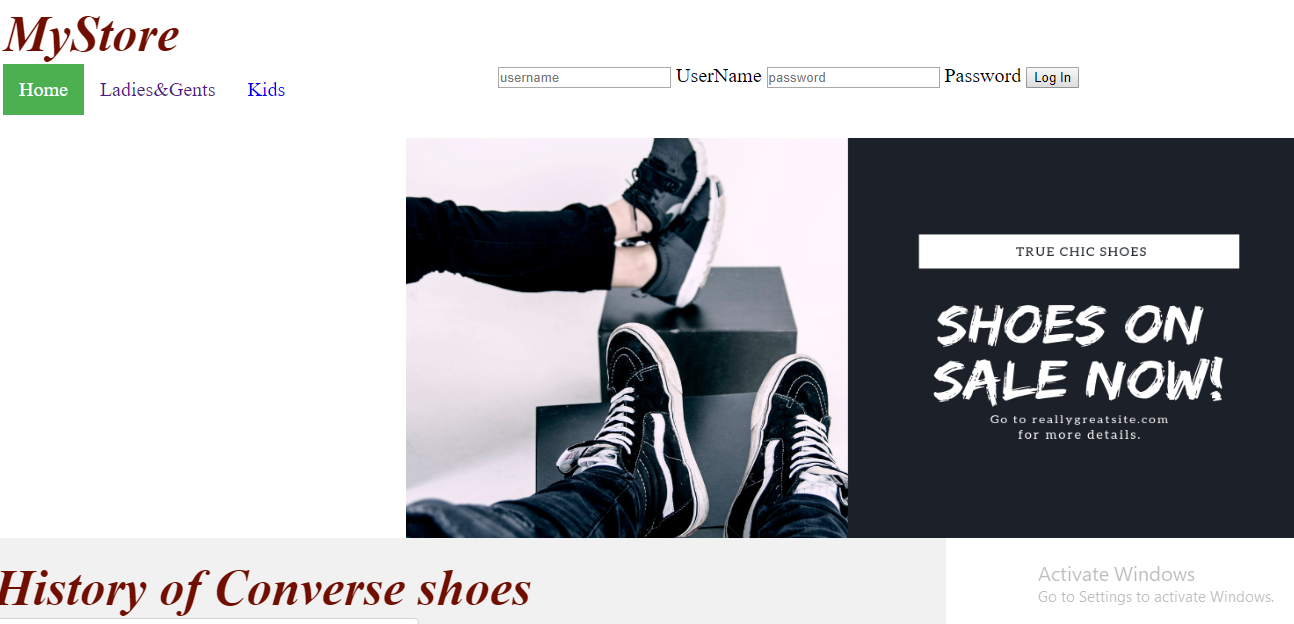 MyStore
Home Ladies&Gents Kids
username UserName password Password Log In
TRUE CHIC SHOES
SHOES ON
SALE NOW!
Go to reallygreatsite.com
for more details.
History of Converse shoes
Activate Windows
Go to Settings to activate Windows.